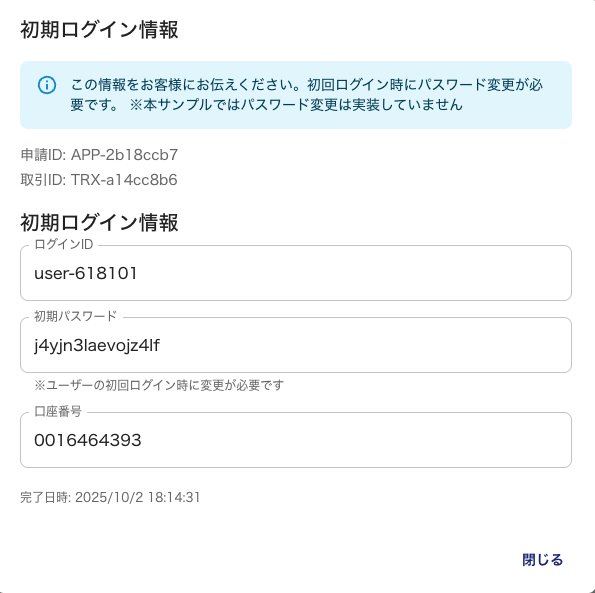 初期ログイン情報
この情報をお客様にお伝えください。初回ログイン時にパスワード変更が必
要です。 ※本サンプルではパスワード変更は実装していません
申請ID: APP-2b18ccb7
取引ID: TRX-a14cc8b6
初期ログイン情報
ログインID
user-618101
初期パスワード
j4yjn3laevojz4lf
※ユーザーの初回ログイン時に変更が必要です
口座番号
0016464393
完了日時: 2025/10/2 18:14:31
閉じる